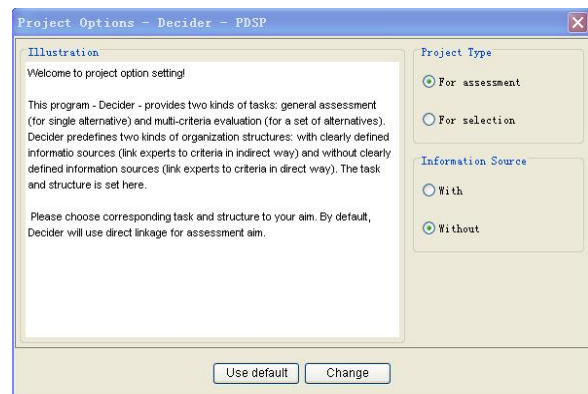 Project Options - Decider - PDSP
Illustration
Welcome to project option setting!
This program - Decider - provides two kinds of tasks: general assessment
(for single alternative) and multi-criteria evaluation (for a set of alternatives).
Decider predefines two kinds of organization structures: with clearly defined
informatio sources (link experts to criteria in indirect way) and without clearly
defined information sources (link experts to criteria in direct way). The task
and structure is set here.
Please choose corresponding task and structure to your aim. By default,
Decider will use direct linkage for assessment aim.
Project Type
For assessment
For selection
Information Source
With
Without
Use default
Change